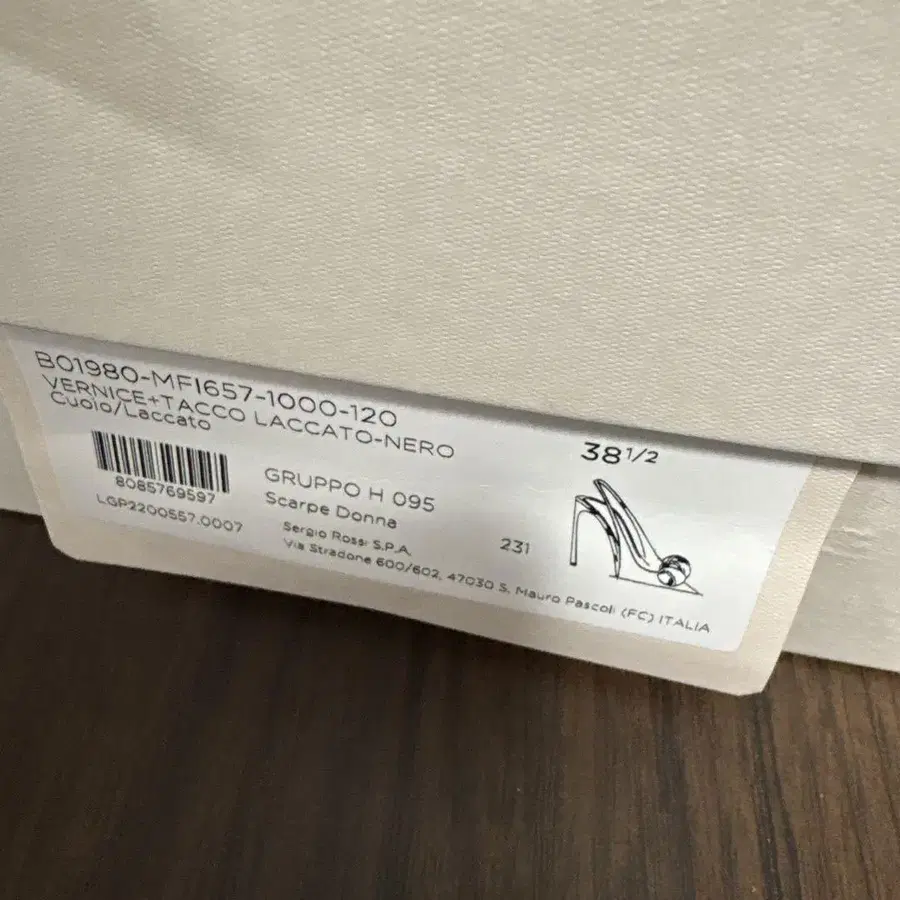 B01980-MFI657-1000-120
VERNICE+TACCO LACCATO-NERO
Cuoio/Laccato
38 1/2
8085769597
LGP2200557.0007
GRUPPO H 095
Scarpe Donna
231
Sergio Rossi S.P.A.
Via Stradone 600/602, 47030 S. Mauro Pascoli (FC) ITALIA